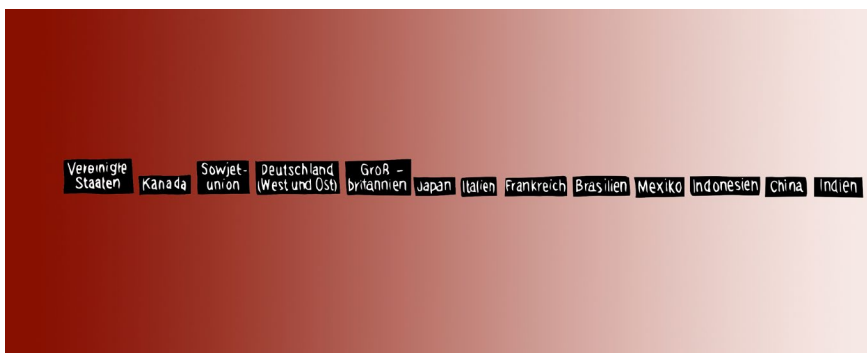 Vereinigte
Staaten
Kanada
Sowjet-
union
Deutschland
(West und Ost)
Groß-
britannien
Japan
Italien
Frankreich
Brasilien
Mexiko
Indonesien
China
Indien